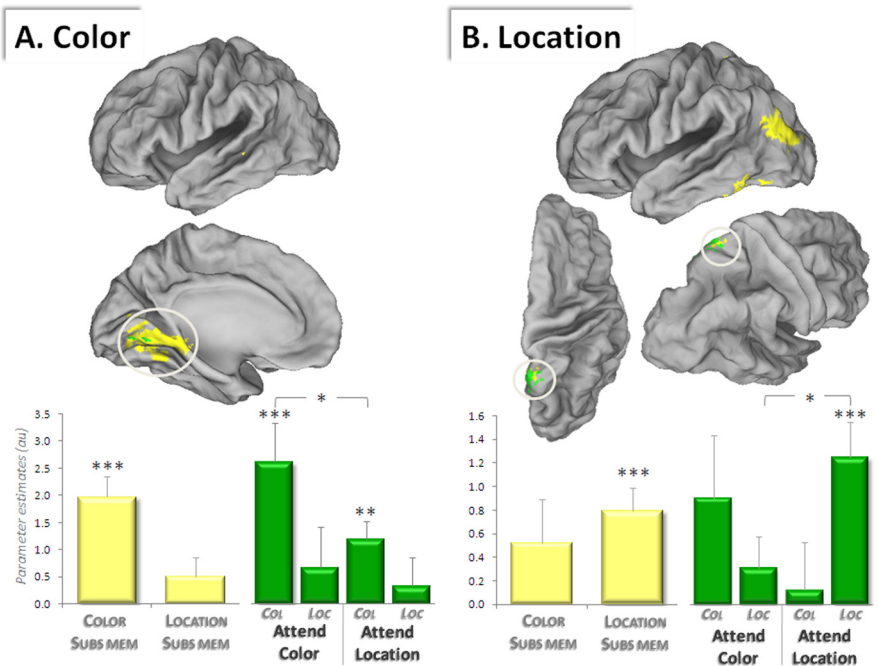 A. Color
B. Location
Parameter estimates (au)
3.5
3.0
2.5
2.0
1.5
1.0
0.5
0.0
***
***
*
**
COLOR
SUBS MEM
LOCATION
SUBS MEM
COL LOC COL LOC
Attend
Color
Attend
Location
1.6
1.4
1.2
1.0
0.8
0.6
0.4
0.2
0.0
***
*
***
COLOR
SUBS MEM
LOCATION
SUBS MEM
COL LOC COL LOC
Attend
Color
Attend
Location